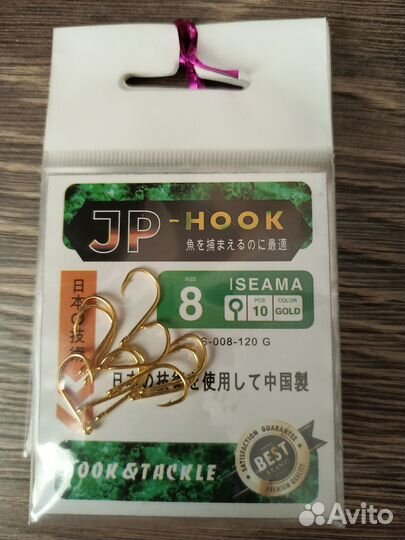 JP-HOOK
魚を捕まえるのに最適
日本の技術
SIZE
8
ISEAMA
PCS
10
COLOR
GOLD
S-008-120 G
日本の技術を使用して中国製
HOOK&TACKLE
SATISFACTION GUARANTEE
BEST
PREMIUM QUALITY
Avito